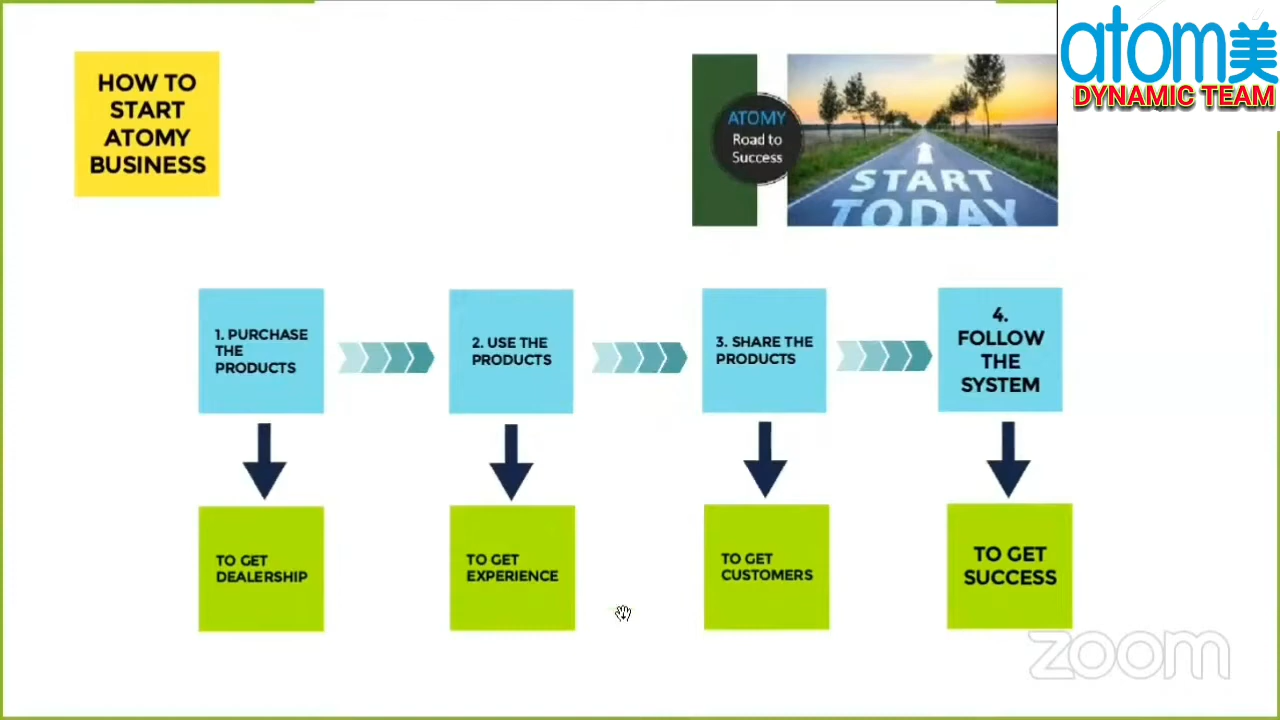 HOW TO
START
ATOMY
BUSINESS
ATOMY
Road to
Success
START
TODAY
atom美
DYNAMIC TEAM
1. PURCHASE
THE
PRODUCTS
2. USE THE
PRODUCTS
3. SHARE THE
PRODUCTS
4.
FOLLOW
THE
SYSTEM
TO GET
DEALERSHIP
TO GET
EXPERIENCE
TO GET
CUSTOMERS
TO GET
SUCCESS
zoom